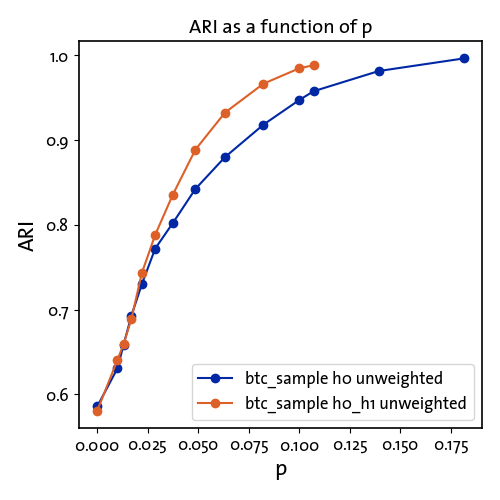 ARI as a function of p
ARI
1.0
0.9
0.8
0.7
0.6
btc_sample h0 unweighted
btc_sample h0_h1 unweighted
0.000 0.025 0.050 0.075 0.100 0.125 0.150 0.175
p